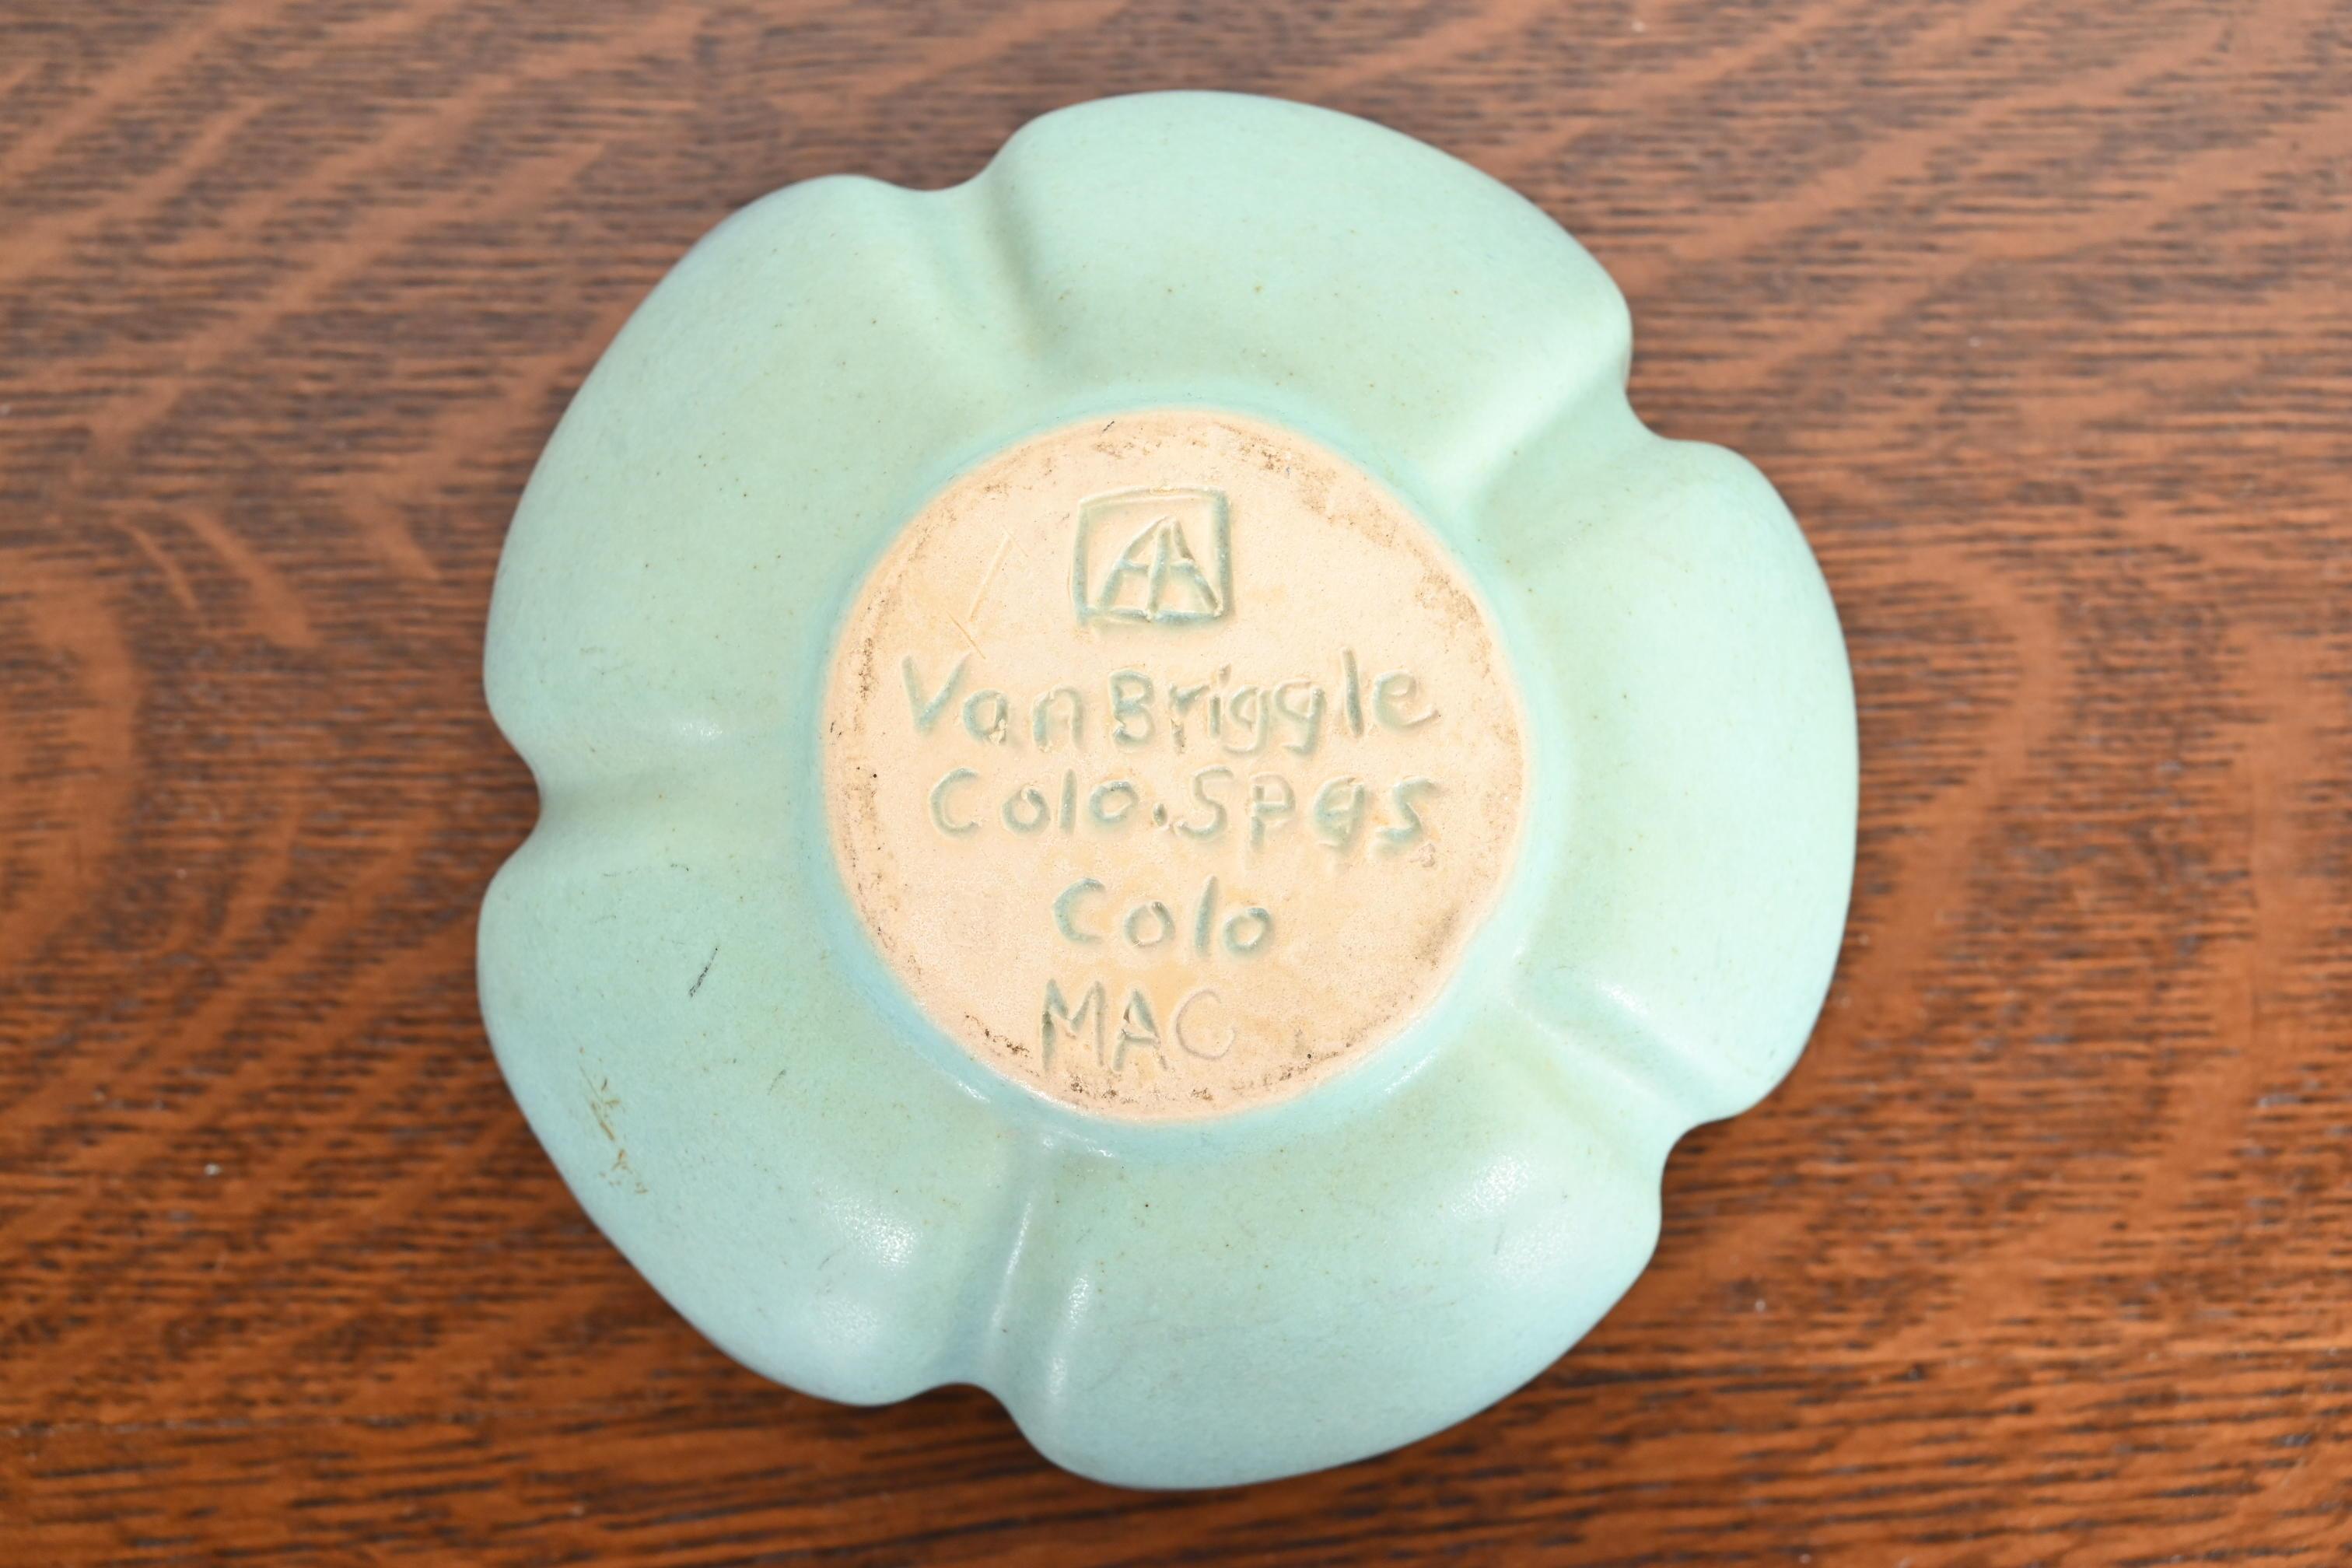 AA
Van Briggle
Colo. Spgs
Colo
MAC